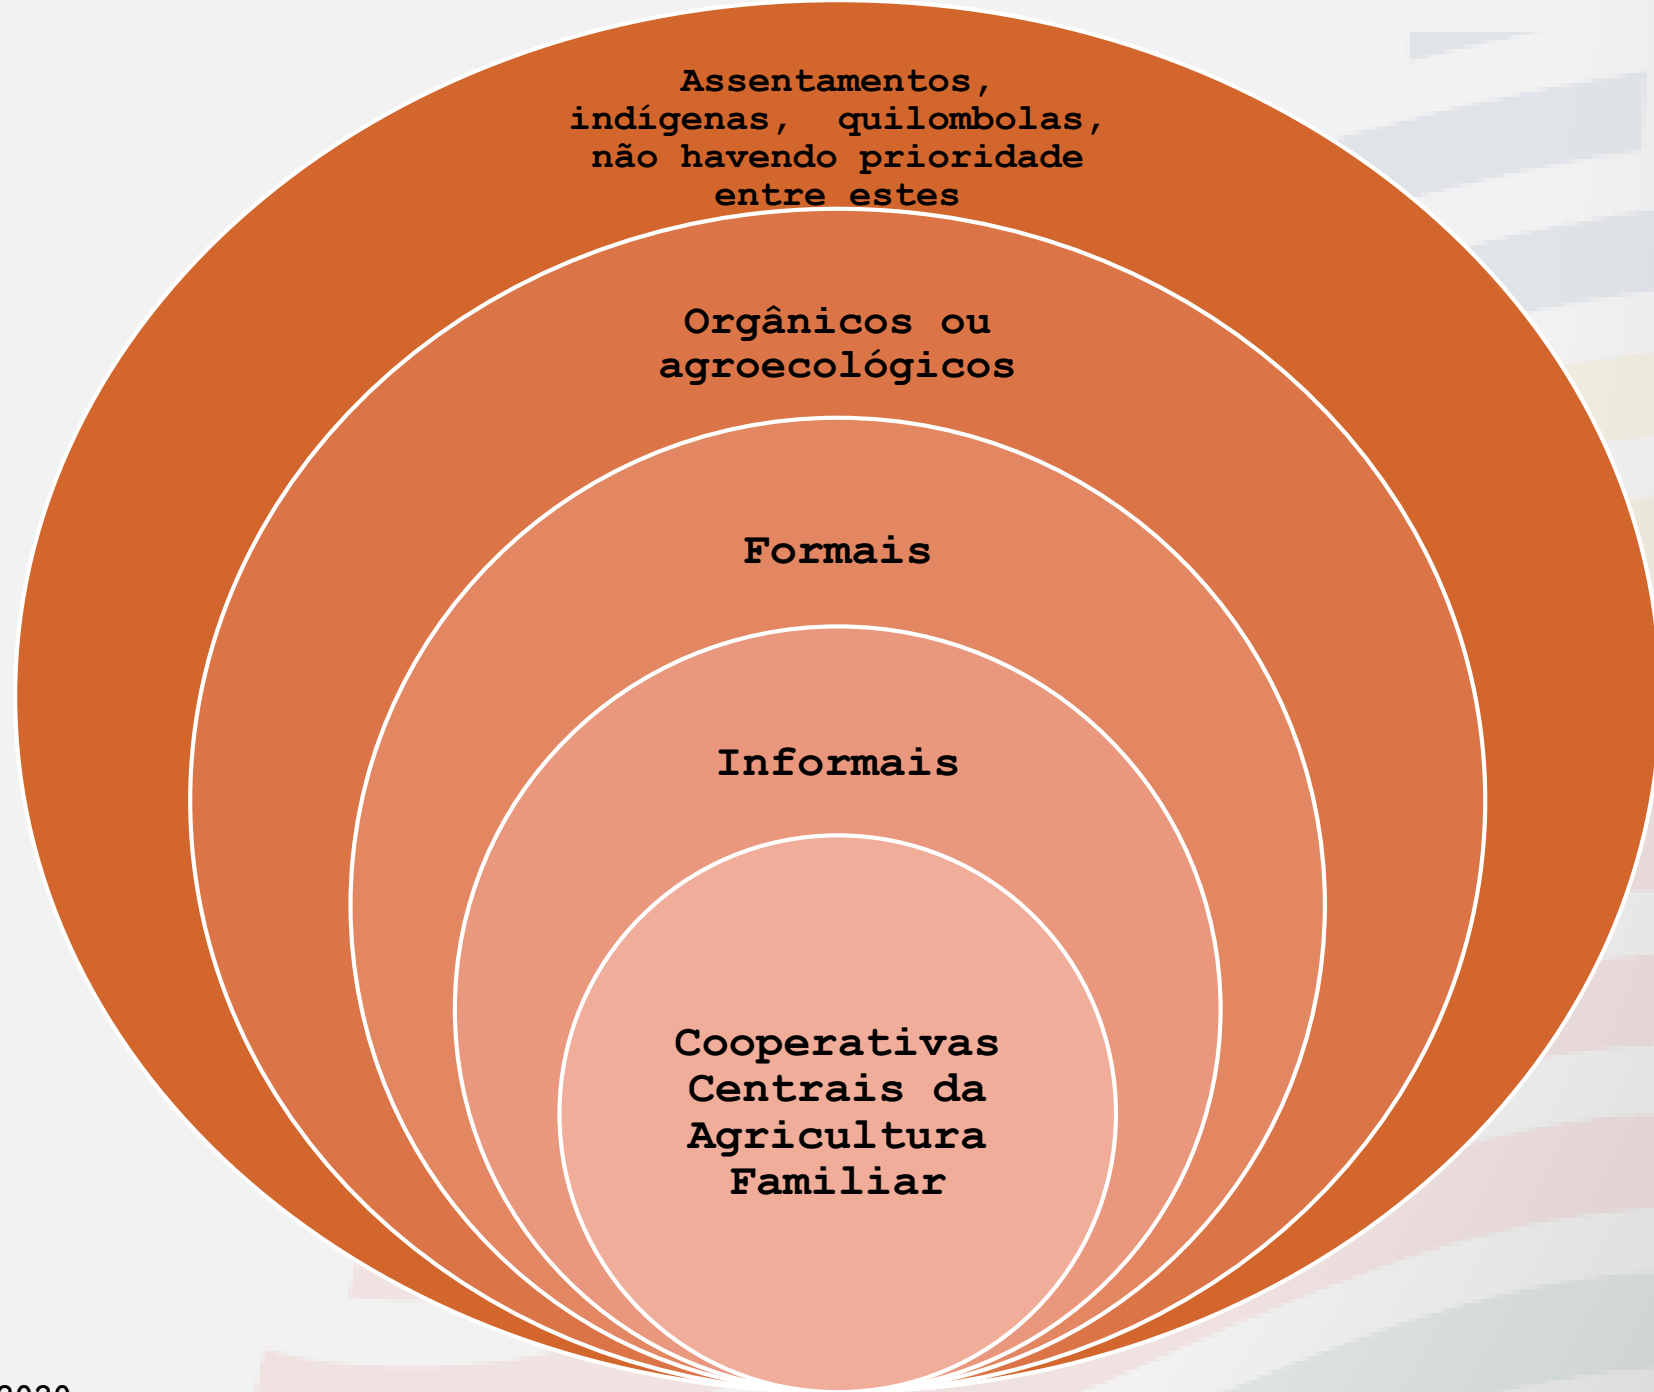 Assentamentos,
indígenas, quilombolas,
não havendo prioridade
entre estes
Orgânicos ou
agroecológicos
Formais
Informais
Cooperativas
Centrais da
Agricultura
Familiar